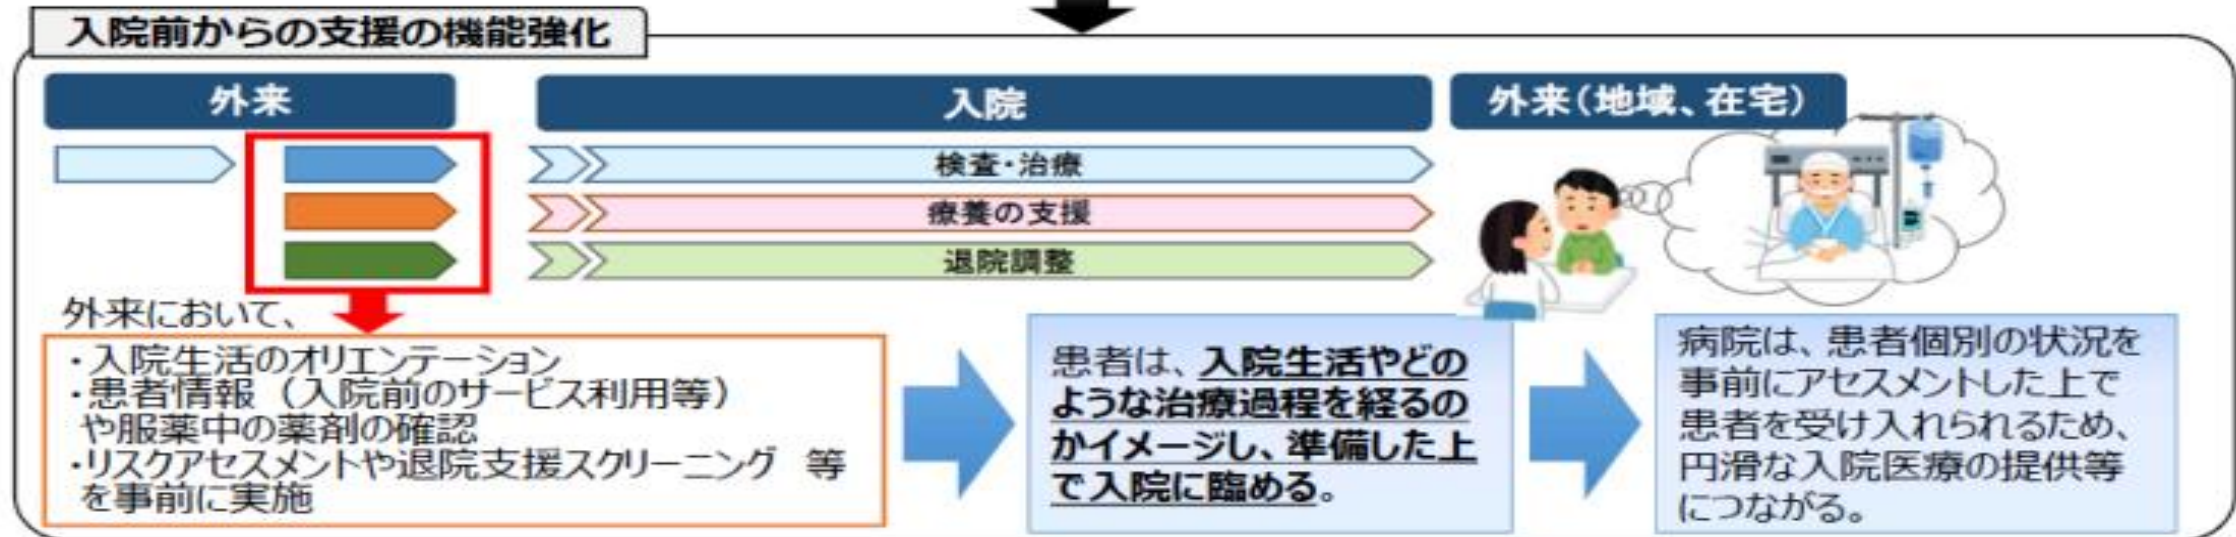 入院前からの支援の機能強化
外来
入院
外来(地域、在宅)
検査・治療
療養の支援
退院調整
外来において、
・入院生活のオリエンテーション
・患者情報（入院前のサービス利用等）
や服薬中の薬剤の確認
・リスクアセスメントや退院支援スクリーニング 等
を事前に実施
患者は、入院生活やどの
ような治療過程を経るの
かイメージし、準備した上
で入院に臨める。
病院は、患者個別の状況を
事前にアセスメントした上で
患者を受け入れられるため、
円滑な入院医療の提供等
につながる。